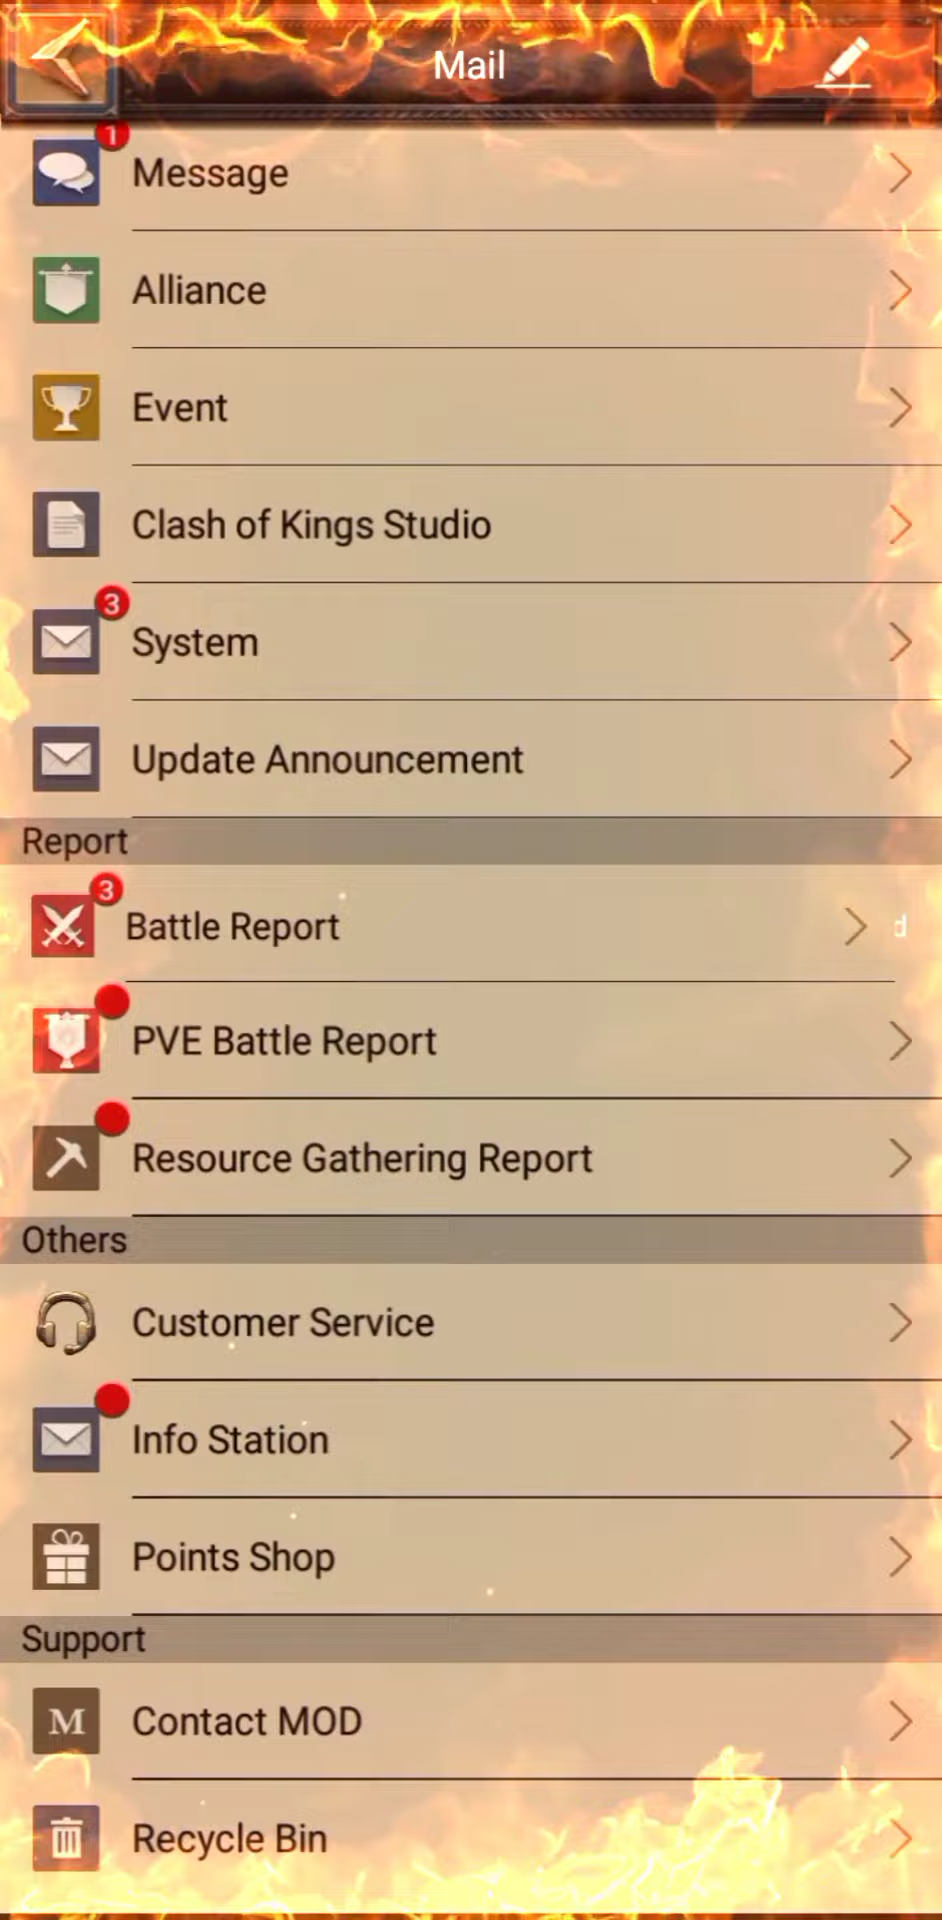 Mail
1
Message
Alliance
Event
Clash of Kings Studio
3
System
Update Announcement
Report
3
Battle Report
d
PVE Battle Report
Resource Gathering Report
Others
Customer Service
Info Station
Points Shop
Support
M
Contact MOD
Recycle Bin